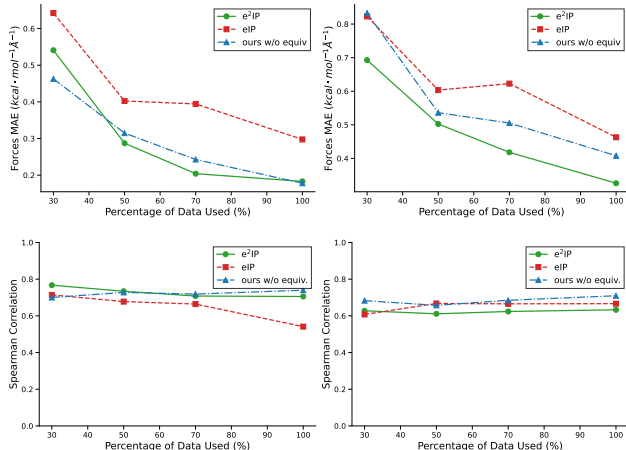 Forces MAE (kcal·mol⁻¹Å⁻¹)
0.6
0.5
0.4
0.3
0.2
30 40 50 60 70 80 90 100
Percentage of Data Used (%)
e²IP
eIP
ours w/o equiv
Forces MAE (kcal·mol⁻¹Å⁻¹)
0.8
0.7
0.6
0.5
0.4
30 40 50 60 70 80 90 100
Percentage of Data Used (%)
e²IP
eIP
ours w/o equiv
Spearman Correlation
1.0
0.8
0.6
0.4
0.2
0.0
30 40 50 60 70 80 90 100
Percentage of Data Used (%)
e²IP
eIP
ours w/o equiv.
Spearman Correlation
1.0
0.8
0.6
0.4
0.2
0.0
30 40 50 60 70 80 90 100
Percentage of Data Used (%)
e²IP
eIP
ours w/o equiv.